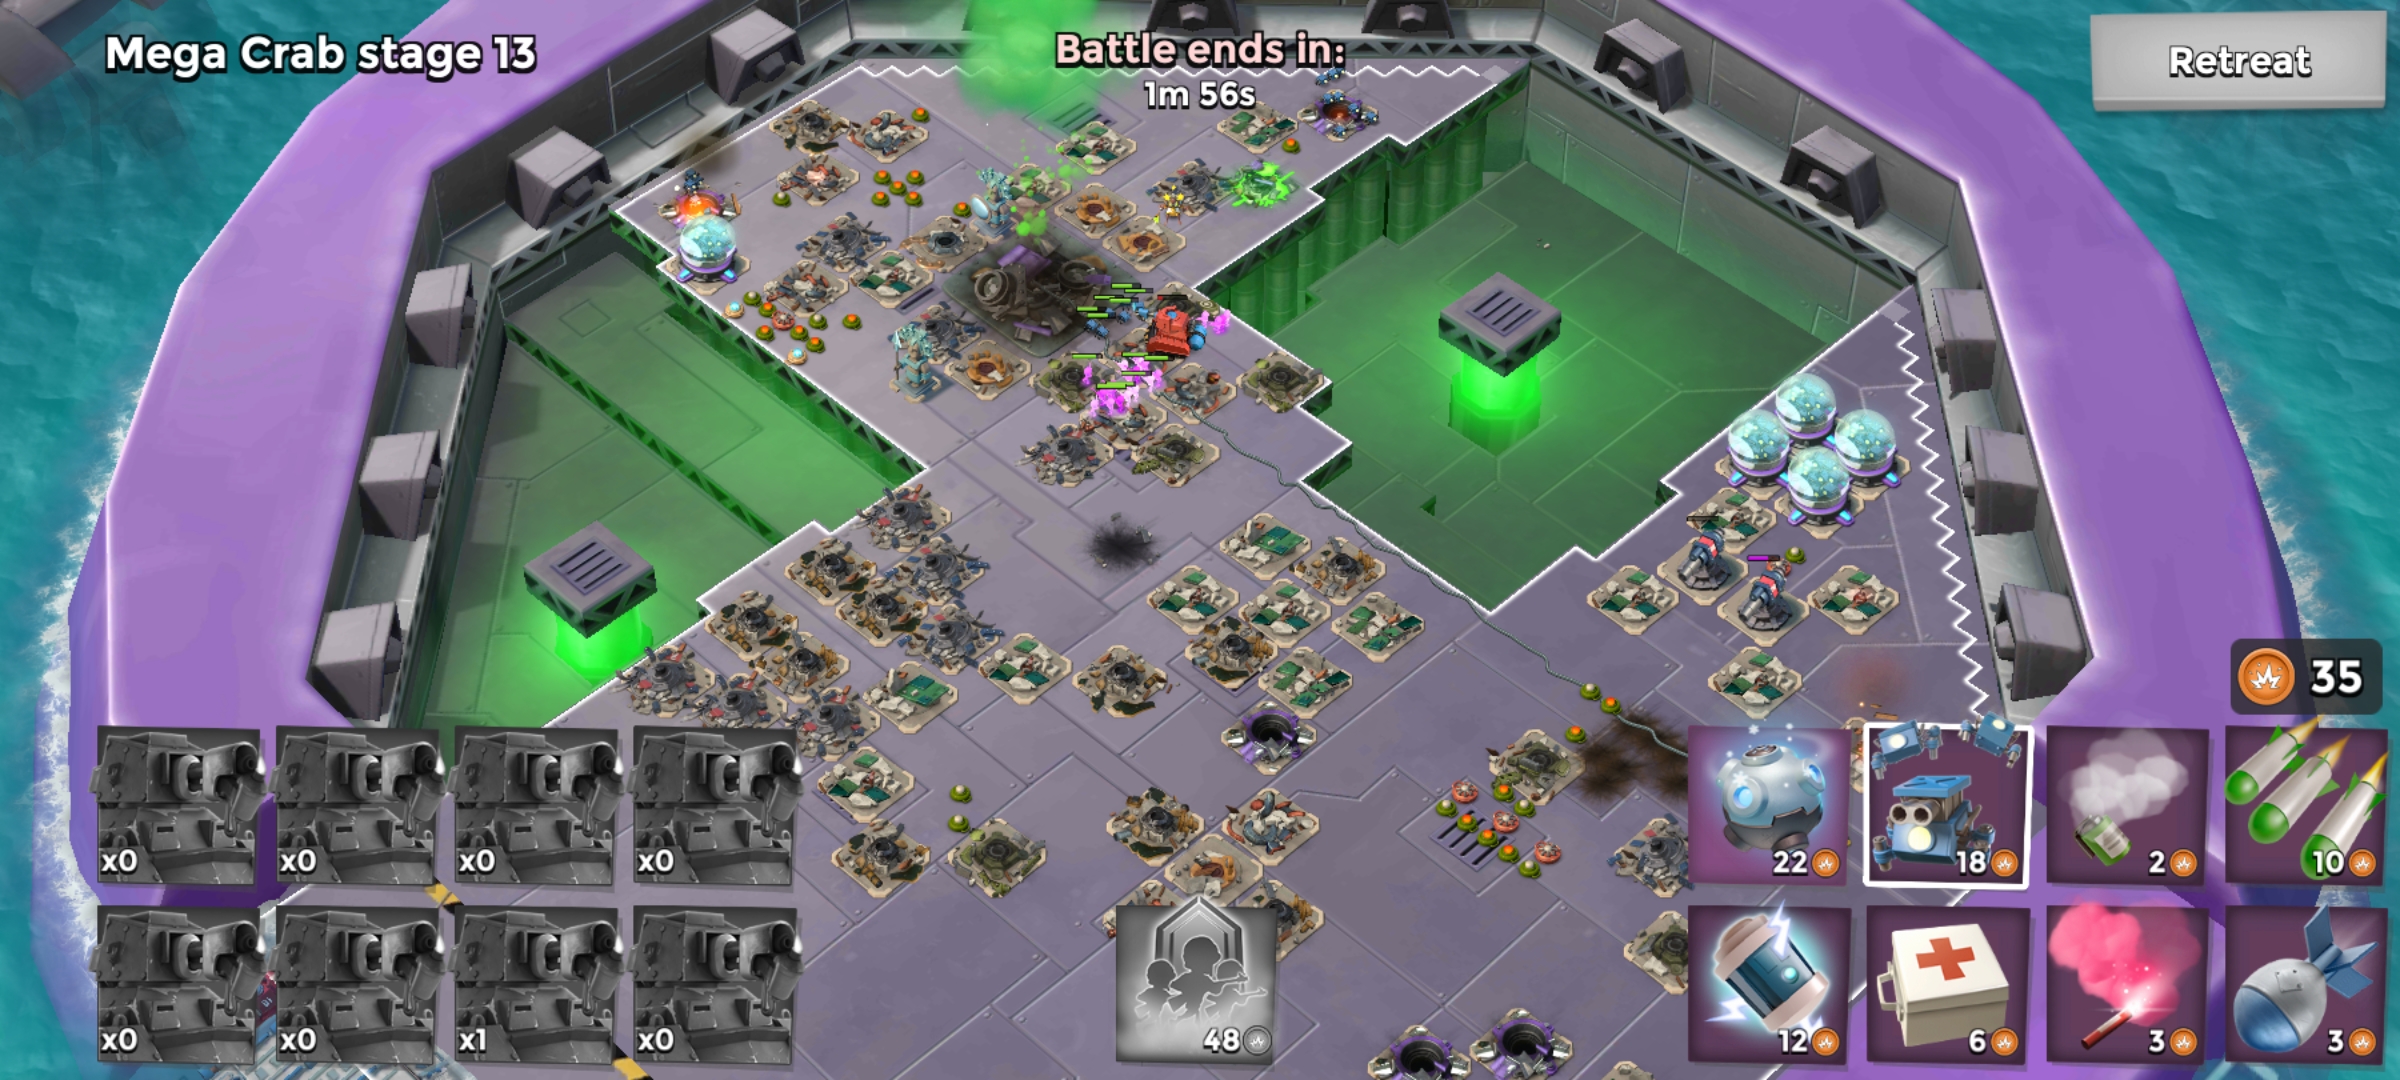 Mega Crab stage 13
Battle ends in:
1m 56s
Retreat
35
x0
x0
x0
x0
22
18
2
10
x0
x0
x1
x0
48
12
6
3
3